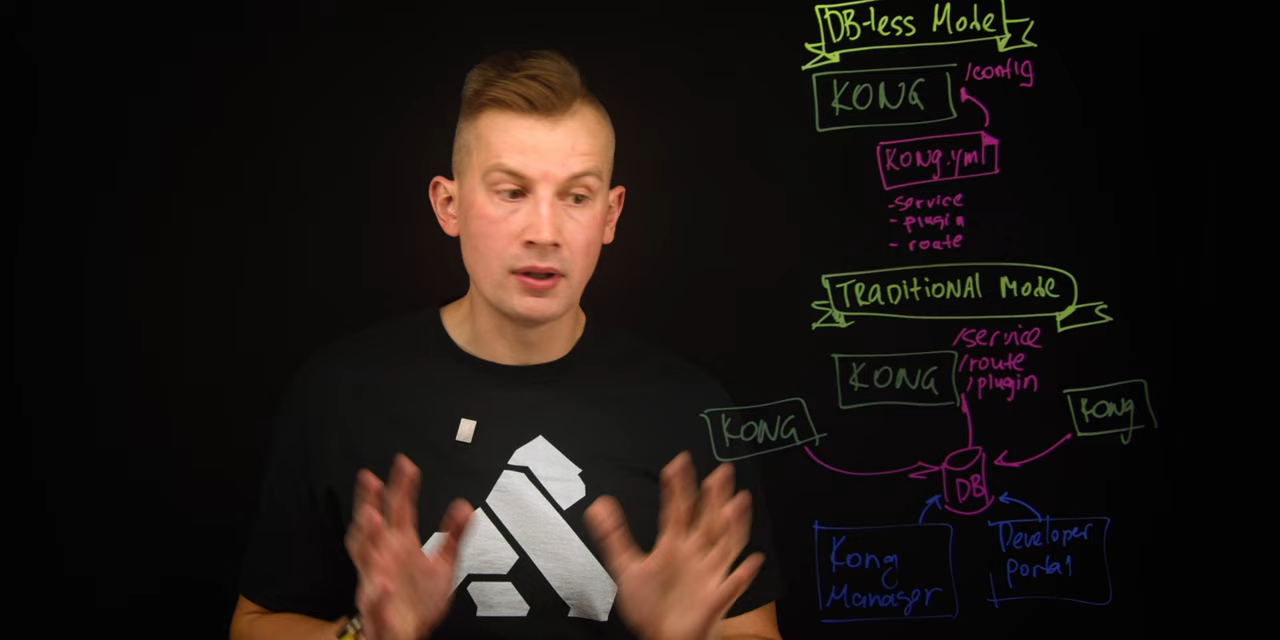 DB-less Mode
KONG
/config
KONG.yml
- service
- plugin
- route
TRADITIONAL MODE
/service
/route
/plugin
KONG
KONG
KONG
DB
Kong
Manager
Developer
portal